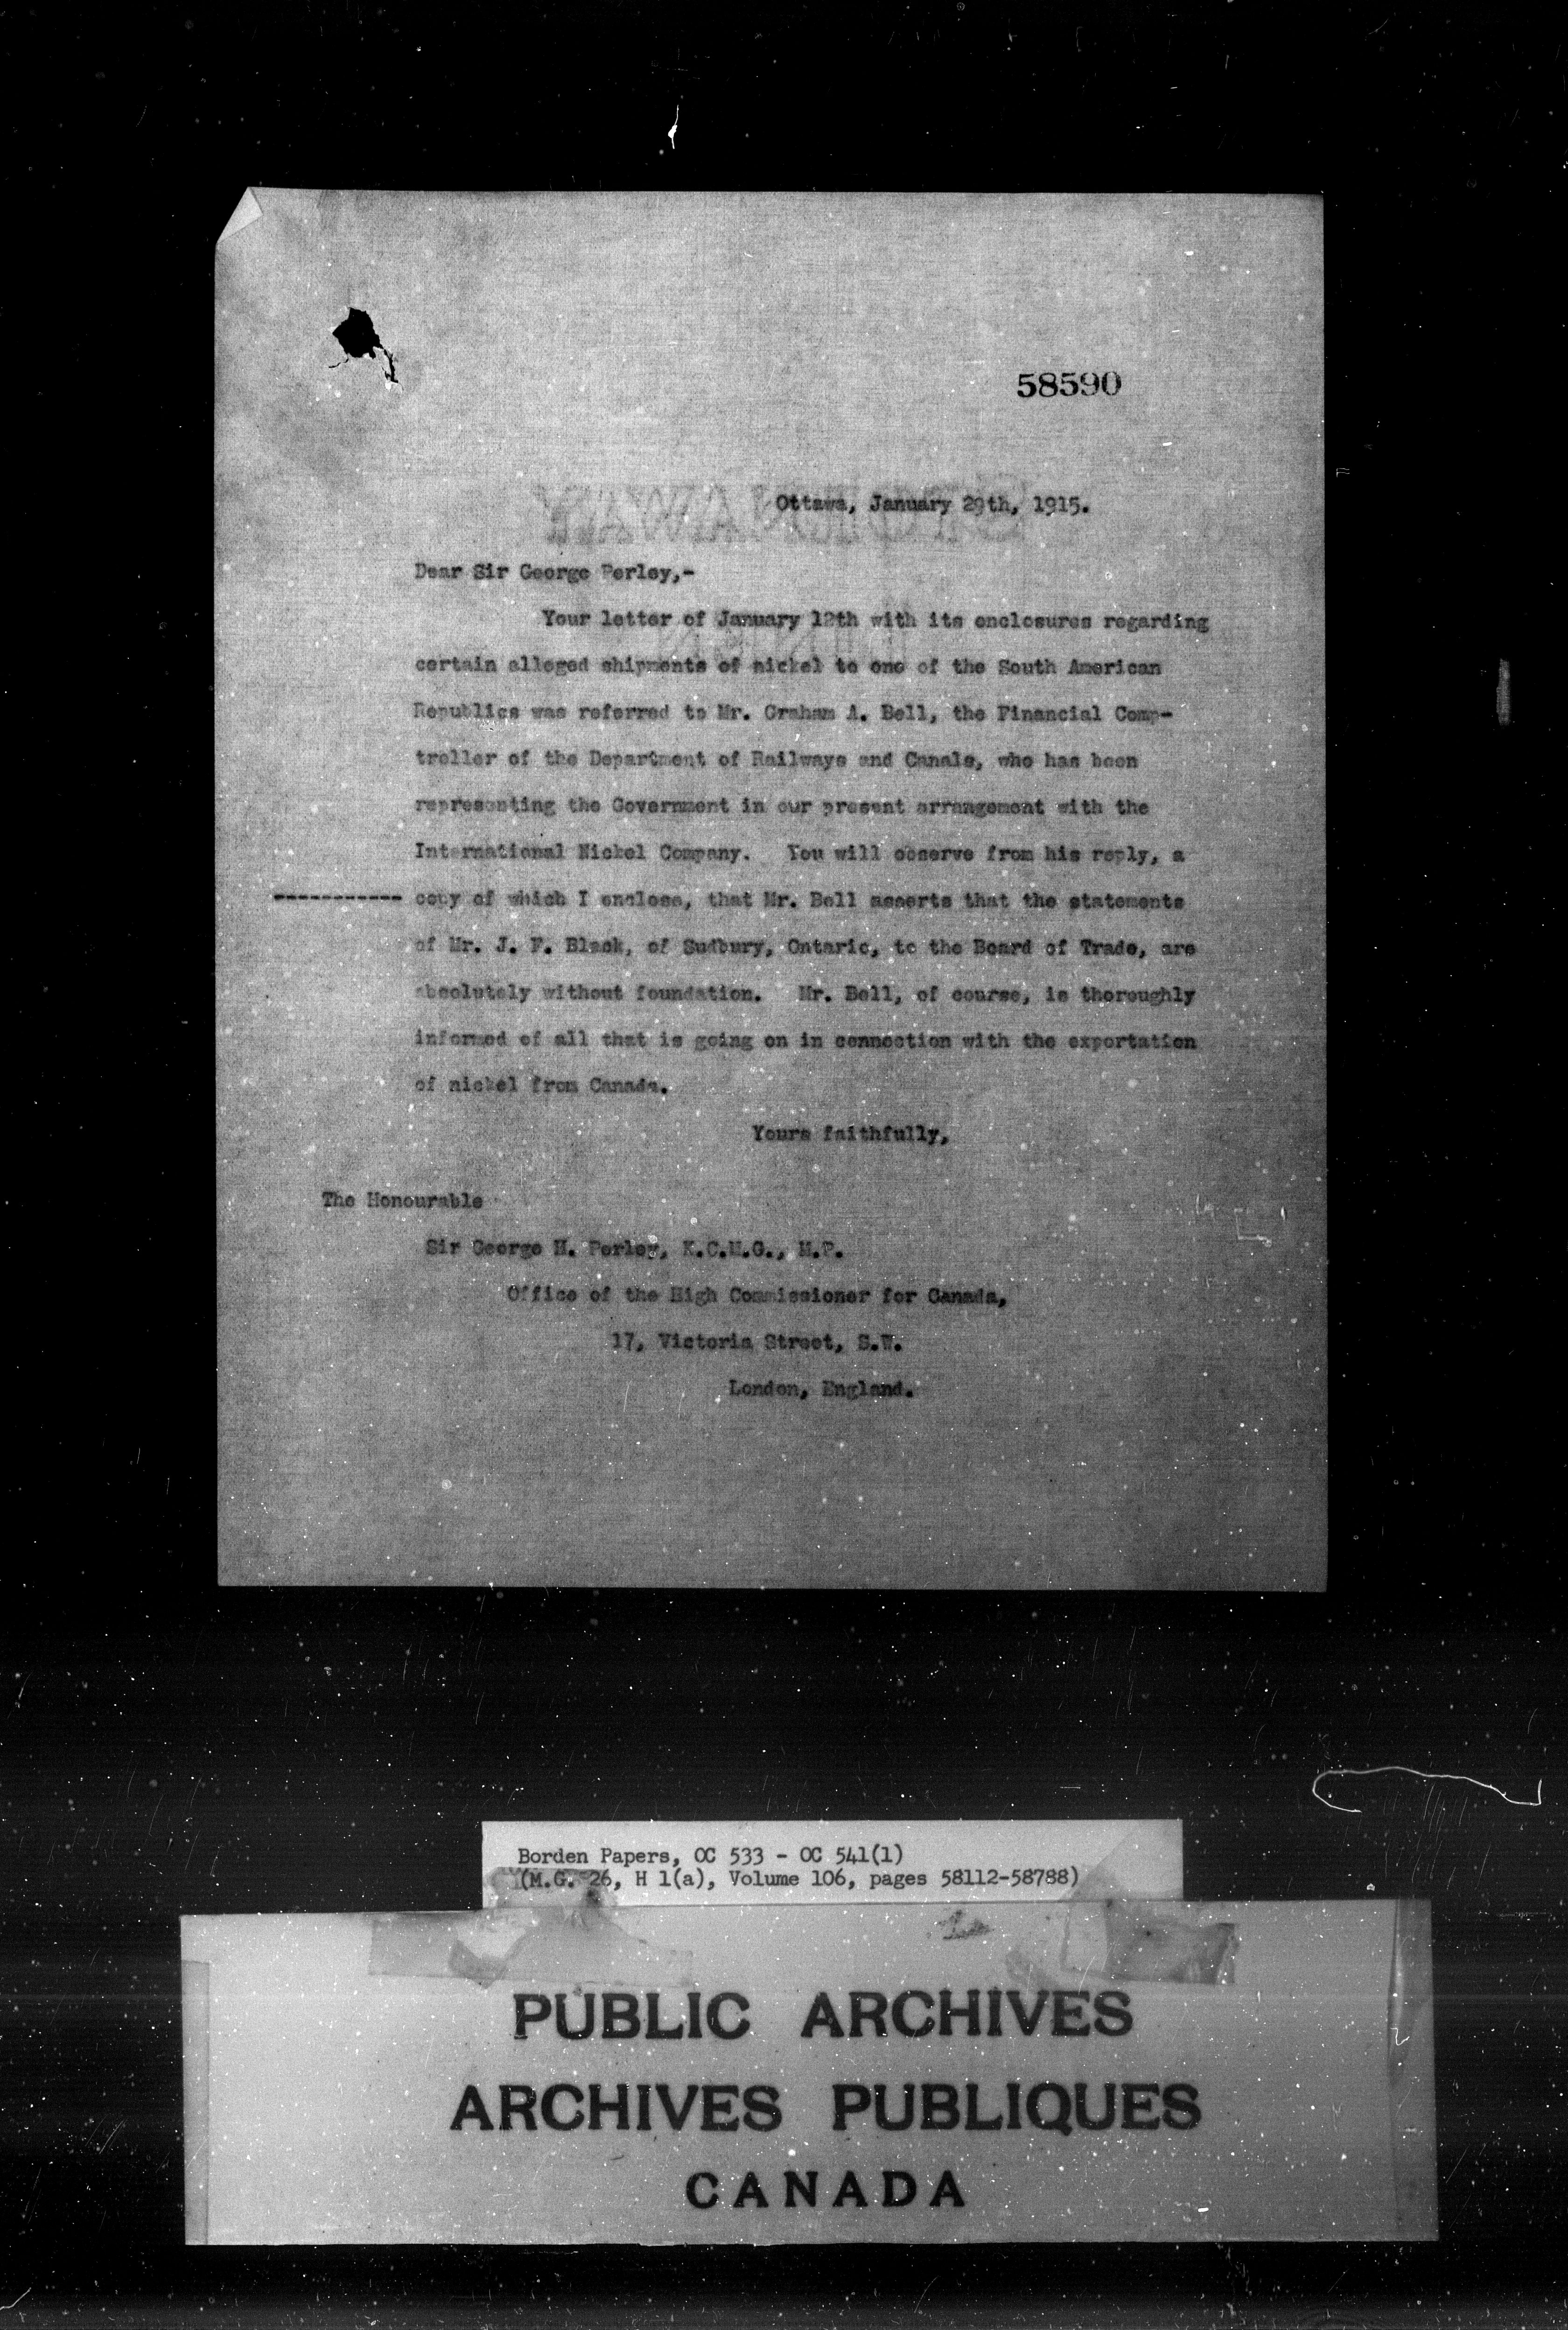 58590
Ottawa, January 29th, 1915.
Dear Sir George Perley,-
Your letter of January 12th with its enclosures regarding
certain alleged shipments of nickel to one of the South American
Republics was referred to Mr. Graham A. Bell, the Financial Comp-
troller of the Department of Railways and Canals, who has been
representing the Government in our present arrangement with the
International Nickel Company. You will observe from his reply, a
----------- copy of which I enclose, that Mr. Bell asserts that the statements
of Mr. J. F. Black, of Sudbury, Ontario, to the Board of Trade, are
absolutely without foundation. Mr. Bell, of course, is thoroughly
informed of all that is going on in connection with the exportation
of nickel from Canada.
Yours faithfully,
The Honourable
Sir George H. Perley, K.C.M.G., M.P.
Office of the High Commissioner for Canada,
17, Victoria Street, S.W.
London, England.
Borden Papers, OC 533 - OC 541(1)
(M.G. 26, H 1(a), Volume 106, pages 58112-58788)
PUBLIC ARCHIVES
ARCHIVES PUBLIQUES
CANADA